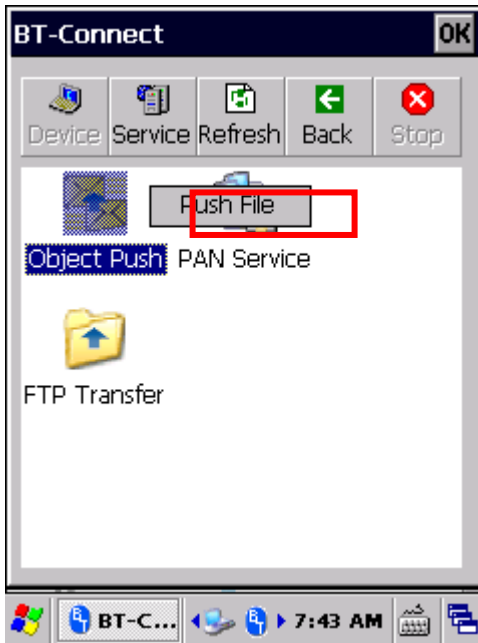 BT-Connect OK
Device Service Refresh Back Stop
Push File
Object Push PAN Service
FTP Transfer
BT-C... 7:43 AM